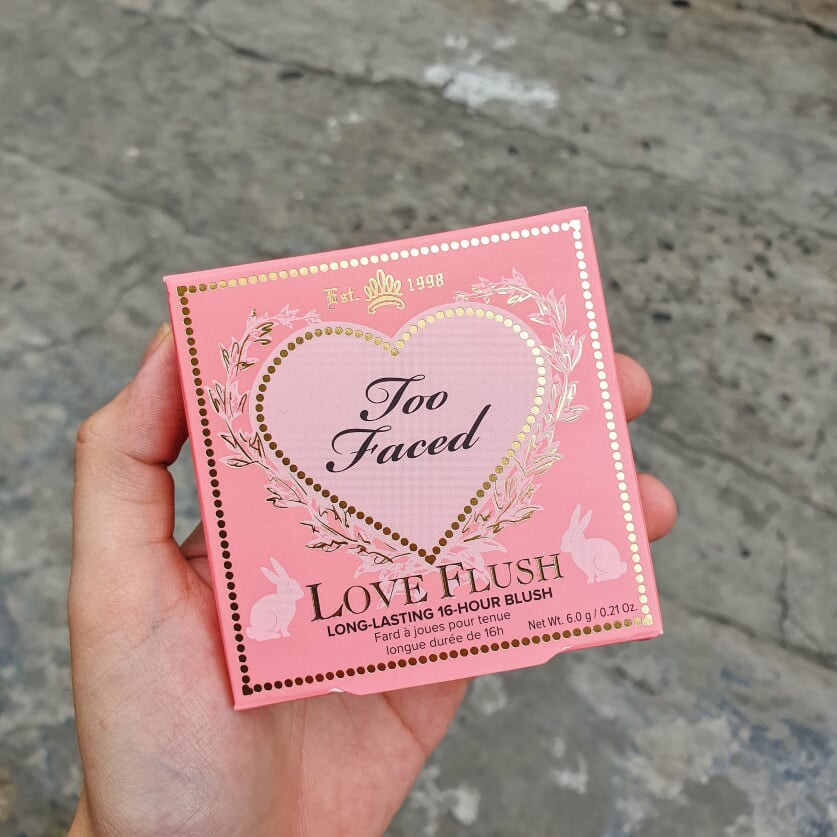 Est. 1998
Too
Faced
LOVE FLUSH
LONG-LASTING 16-HOUR BLUSH
Fard à joues pour tenue
longue durée de 16h
Net Wt. 6.0 g / 0.21 Oz.